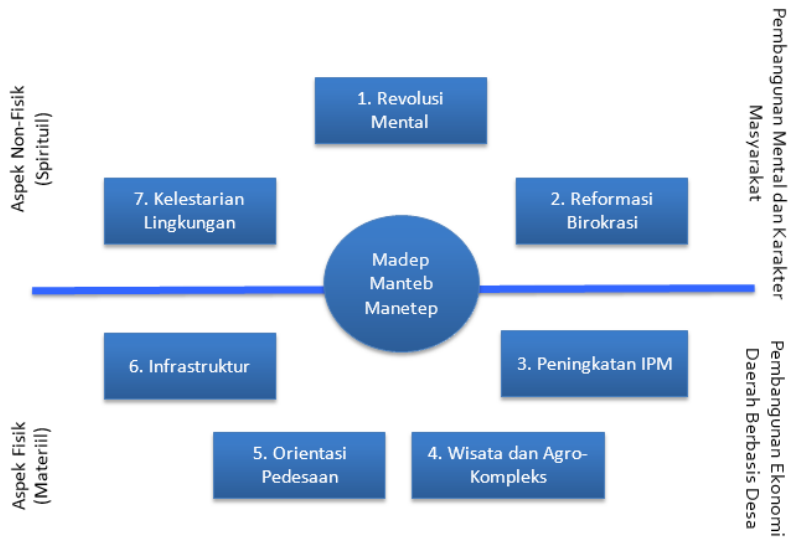 Aspek Non-Fisik
(Spirituil)
1. Revolusi
Mental
7. Kelestarian
Lingkungan
2. Reformasi
Birokrasi
Pembangunan Mental dan Karakter
Masyarakat
Madep
Manteb
Manetep
6. Infrastruktur
3. Peningkatan IPM
5. Orientasi
Pedesaan
4. Wisata dan Agro-
Kompleks
Aspek Fisik
(Materiil)
Pembangunan Ekonomi
Daerah Berbasis Desa